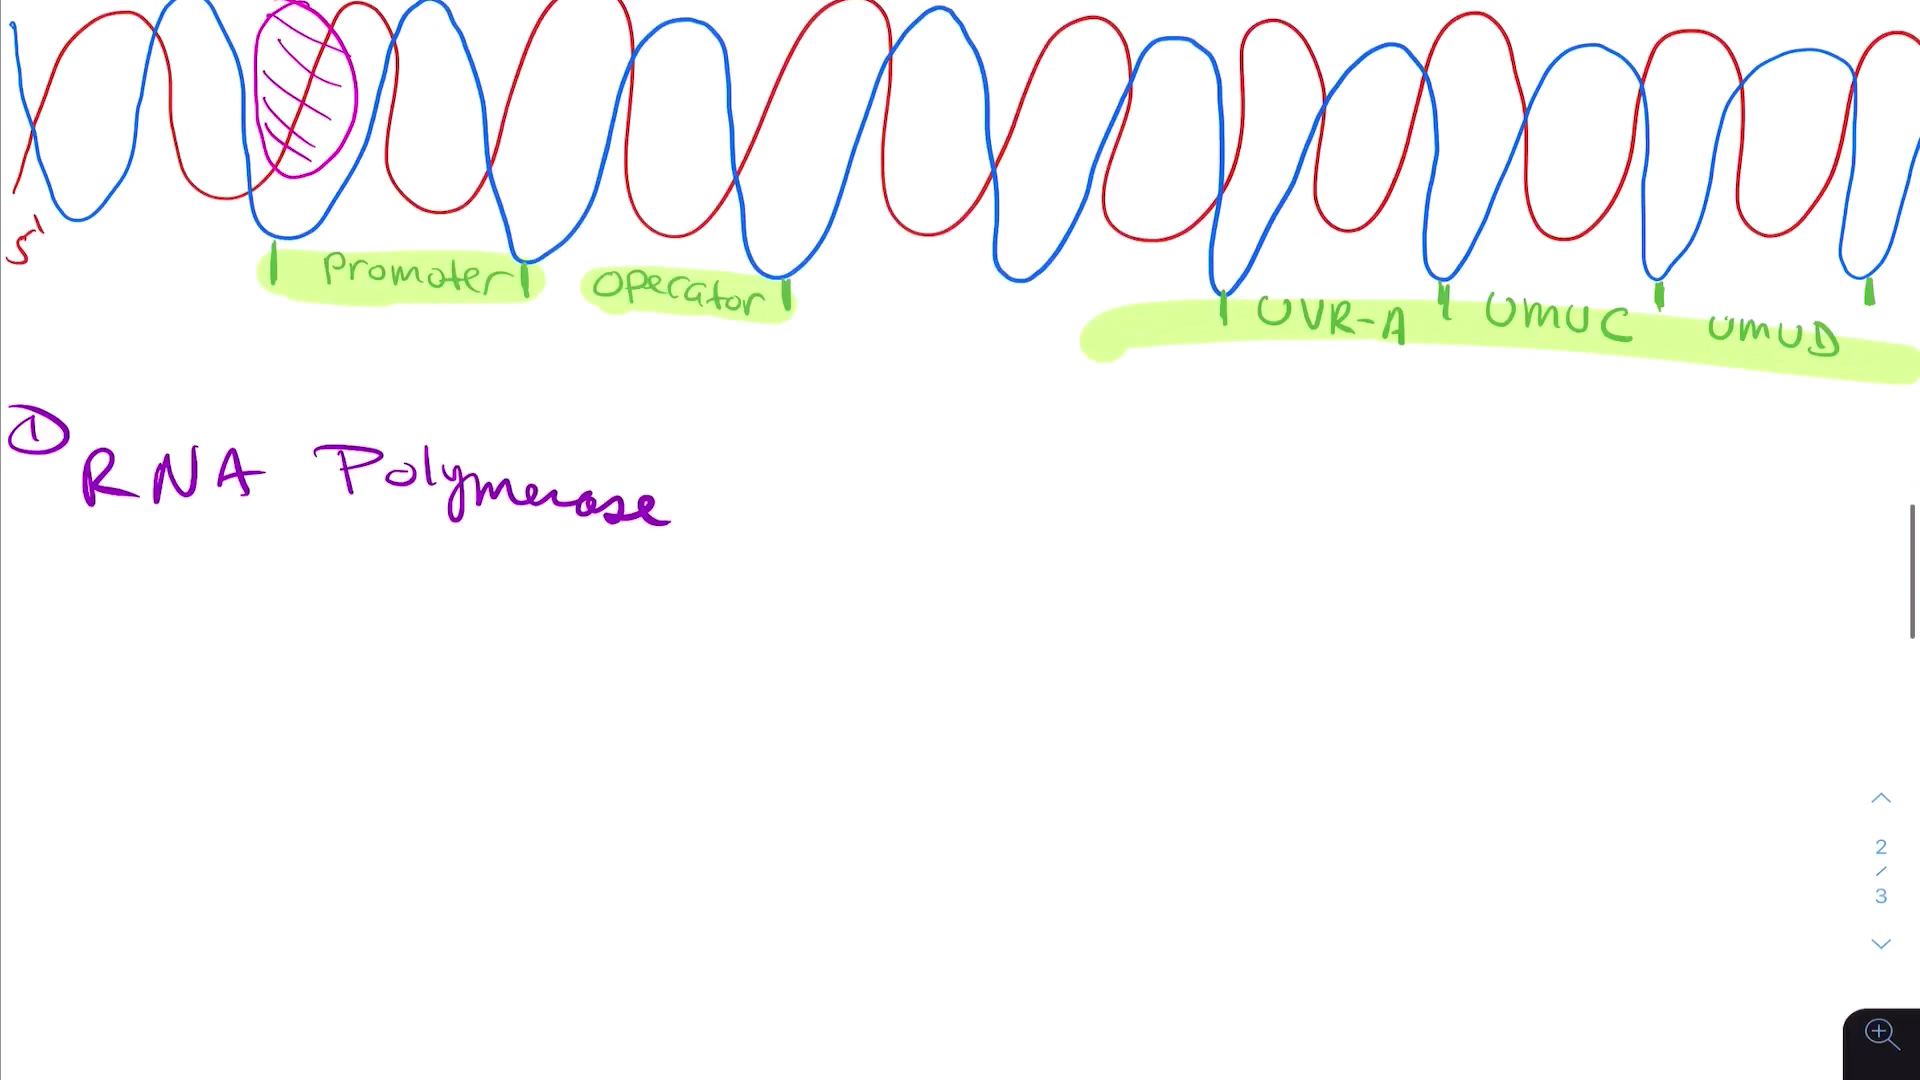 5'
Promoter operator
UVR-A UMUC UMUD
① RNA Polymerase
2
/
3